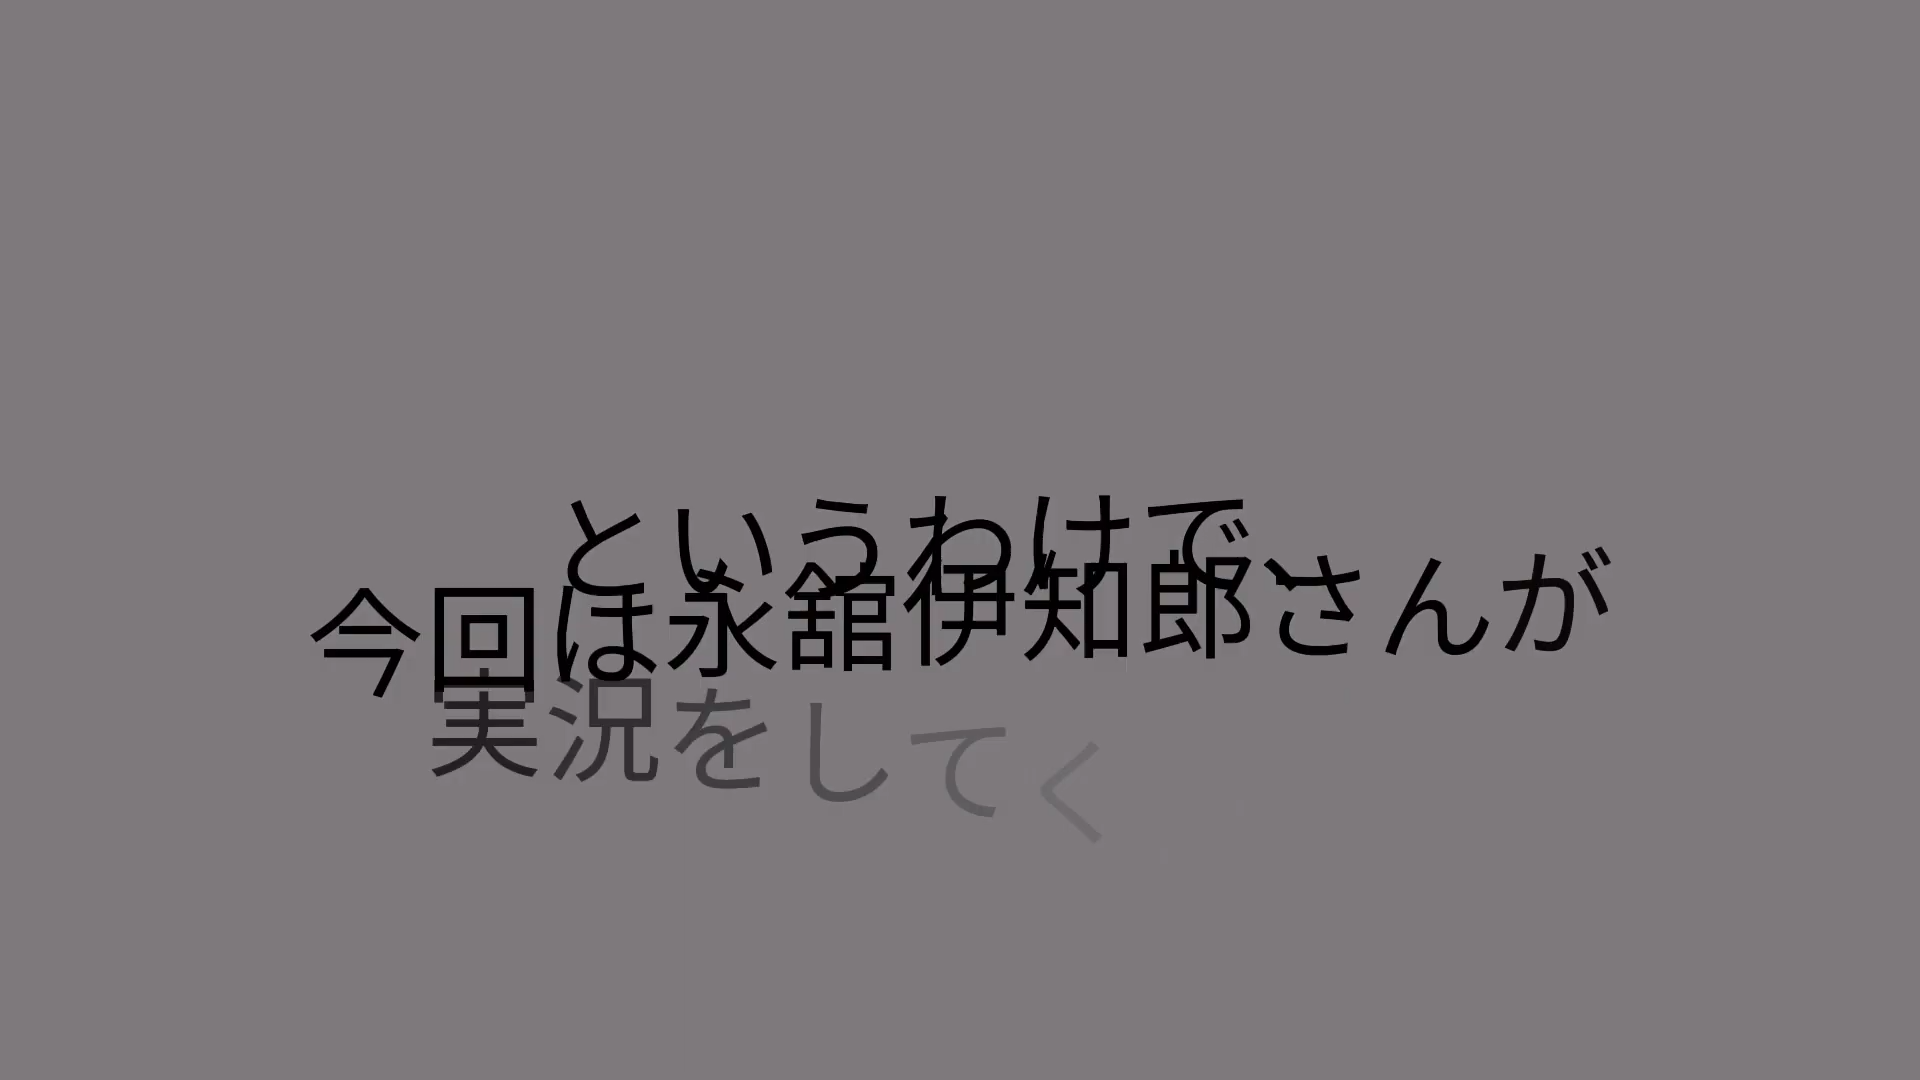 というわけで、
今回は永舘伊知郎さんが
実況をしてく